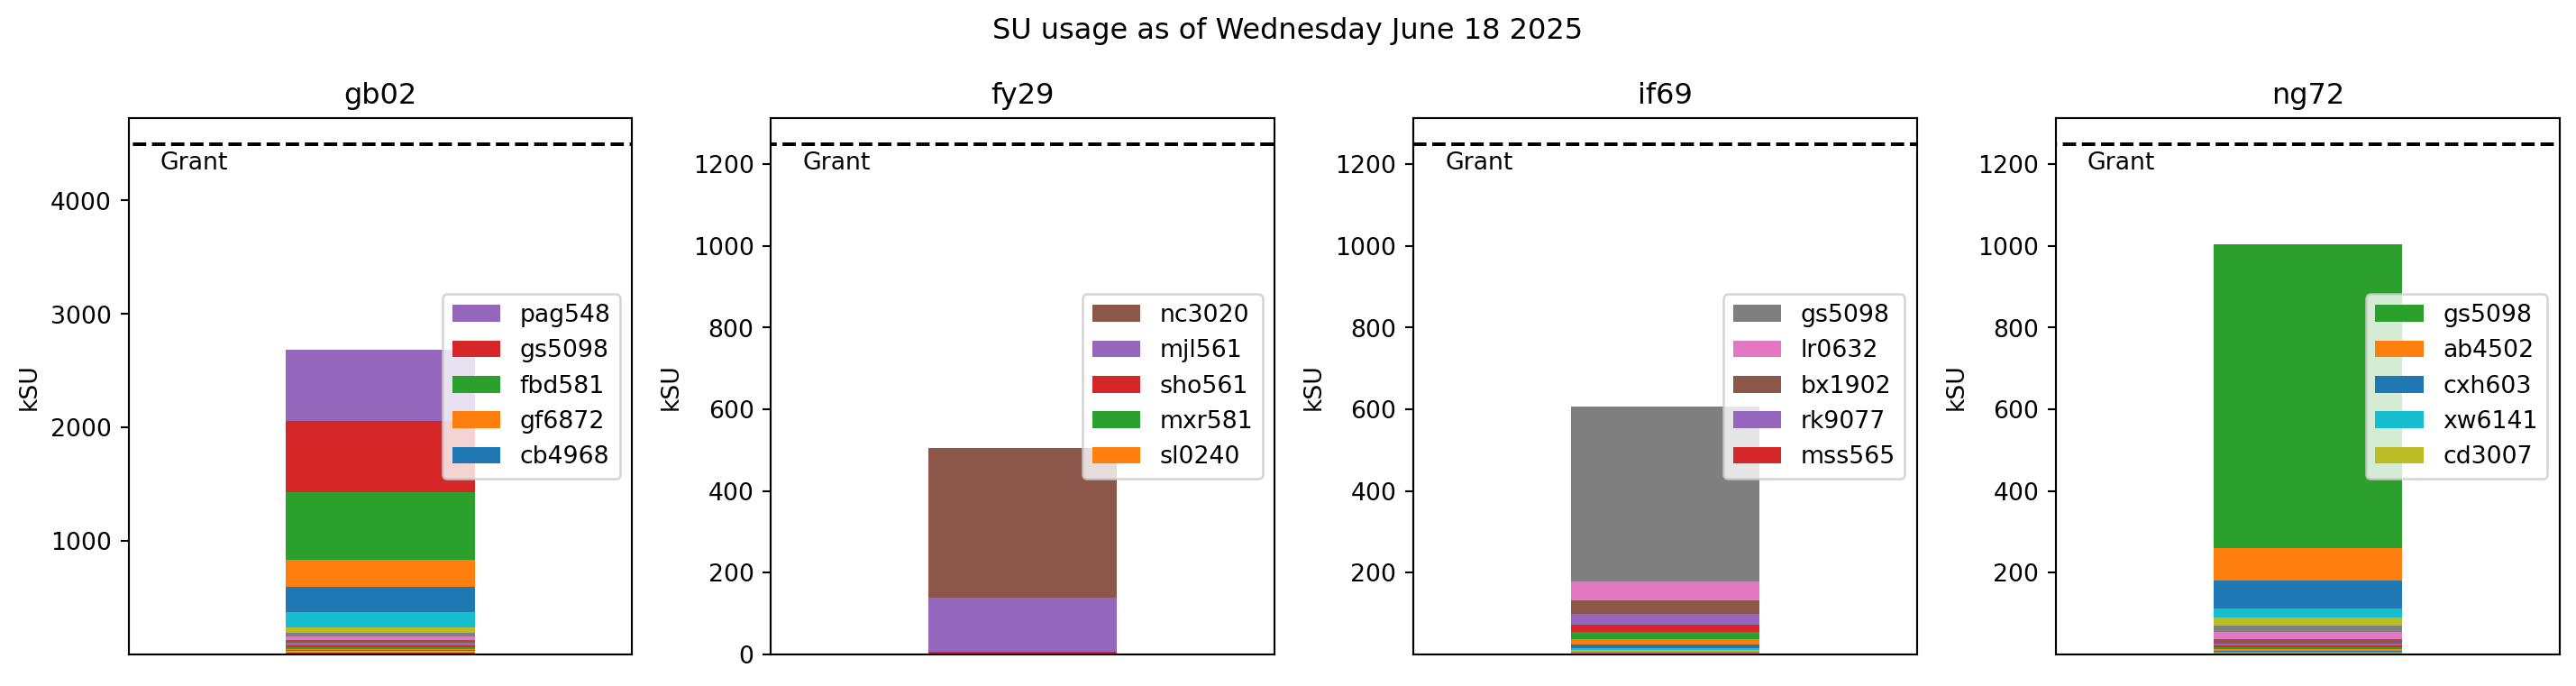 SU usage as of Wednesday June 18 2025
gb02
Grant
4000
3000
2000
1000
kSU
pag548
gs5098
fbd581
gf6872
cb4968
fy29
Grant
1200
1000
800
600
400
200
0
kSU
nc3020
mjl561
sho561
mxr581
sl0240
if69
Grant
1200
1000
800
600
400
200
kSU
gs5098
lr0632
bx1902
rk9077
mss565
ng72
Grant
1200
1000
800
600
400
200
kSU
gs5098
ab4502
cxh603
xw6141
cd3007